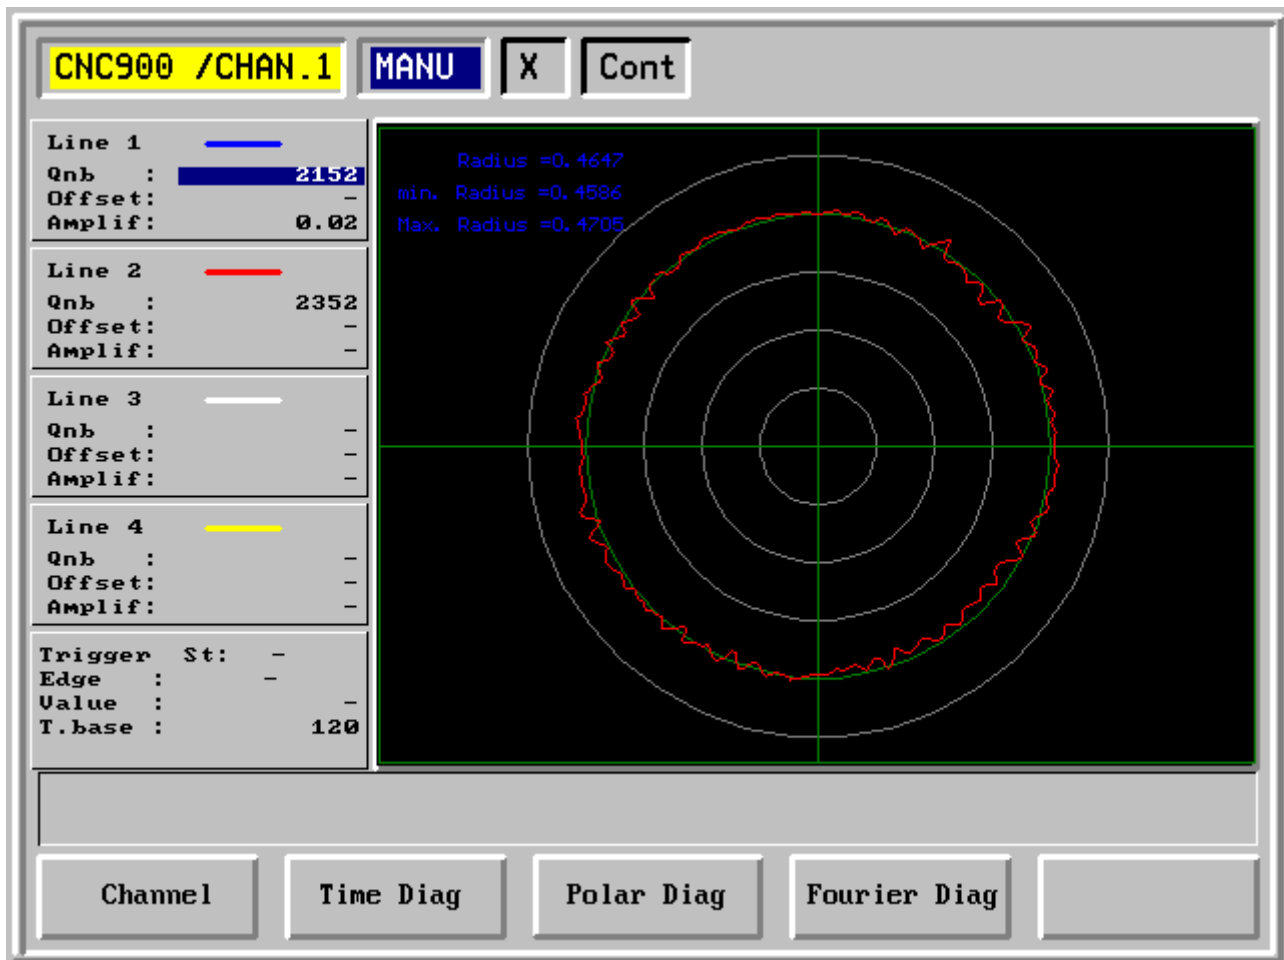 CNC900 /CHAN.1 MANU X Cont
Line 1
Qnb : 2152
Offset: -
Amplif: 0.02
Line 2
Qnb : 2352
Offset: -
Amplif: -
Line 3
Qnb : -
Offset: -
Amplif: -
Line 4
Qnb : -
Offset: -
Amplif: -
Trigger St: -
Edge : -
Value : -
T.base : 120
Radius =0.4647
min. Radius =0.4586
Max. Radius =0.4705
Channel Time Diag Polar Diag Fourier Diag